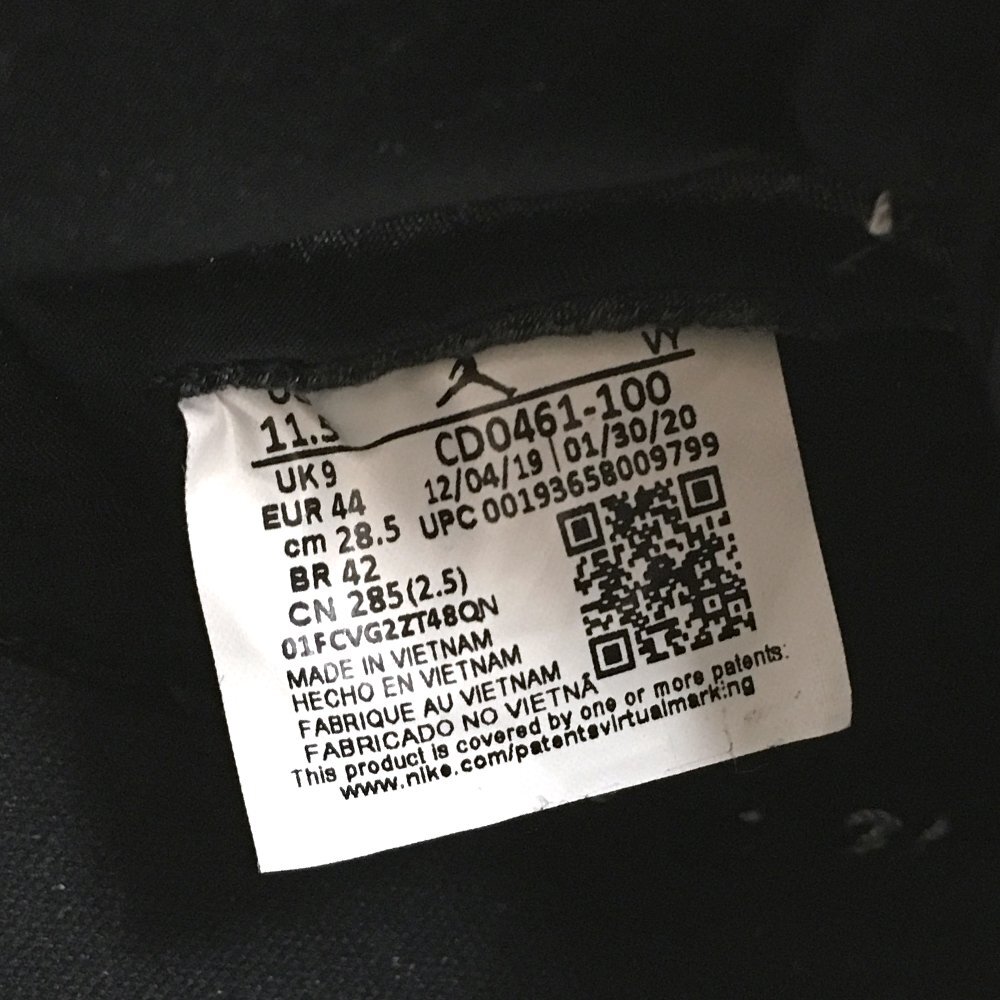 VY
11.5
CD0461-100
UK 9
12/04/19 | 01/30/20
EUR 44
UPC 00193658009799
cm 28.5
BR 42
CN 285(2.5)
01FCVG2ZT48QN
MADE IN VIETNAM
HECHO EN VIETNAM
FABRIQUE AU VIETNAM
FABRICADO NO VIETNÃ
This product is covered by one or more patents:
www.nike.com/patentsvirtualmarking